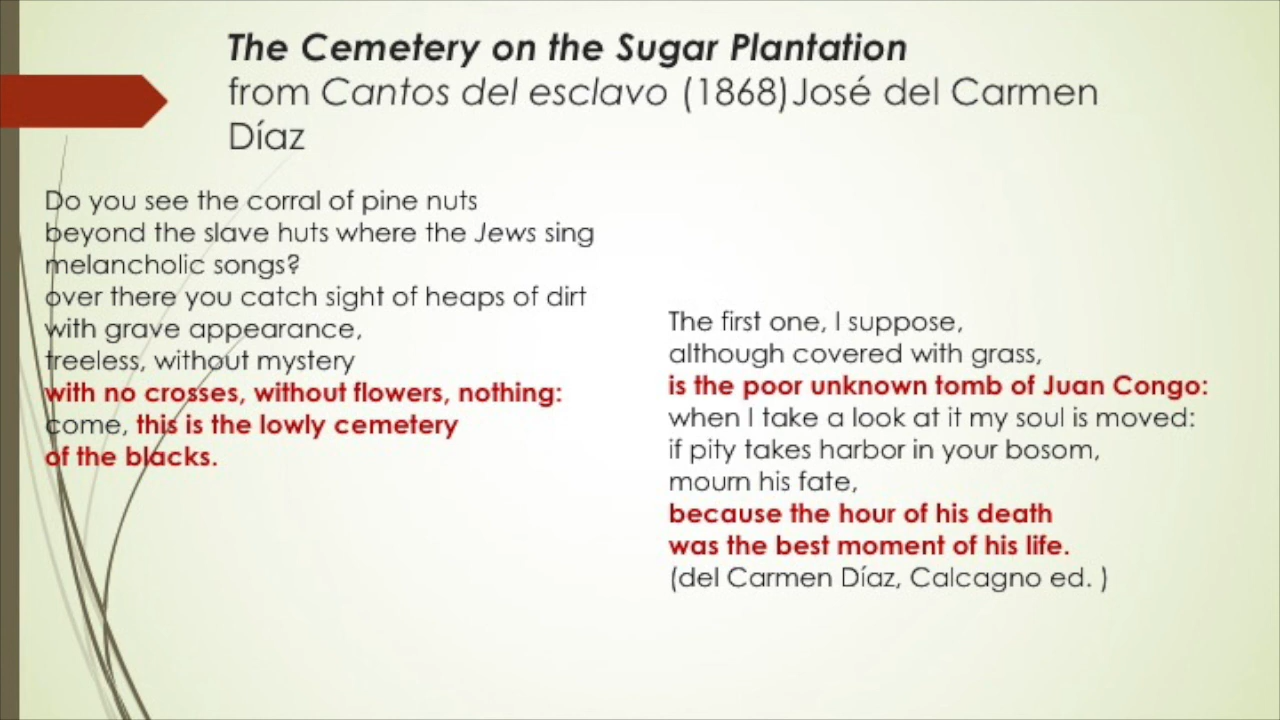 The Cemetery on the Sugar Plantation
from Cantos del esclavo (1868)José del Carmen
Díaz
Do you see the corral of pine nuts
beyond the slave huts where the Jews sing
melancholic songs?
over there you catch sight of heaps of dirt
with grave appearance,
treeless, without mystery
with no crosses, without flowers, nothing:
come, this is the lowly cemetery
of the blacks.
The first one, I suppose,
although covered with grass,
is the poor unknown tomb of Juan Congo:
when I take a look at it my soul is moved:
if pity takes harbor in your bosom,
mourn his fate,
because the hour of his death
was the best moment of his life.
(del Carmen Díaz, Calcagno ed. )